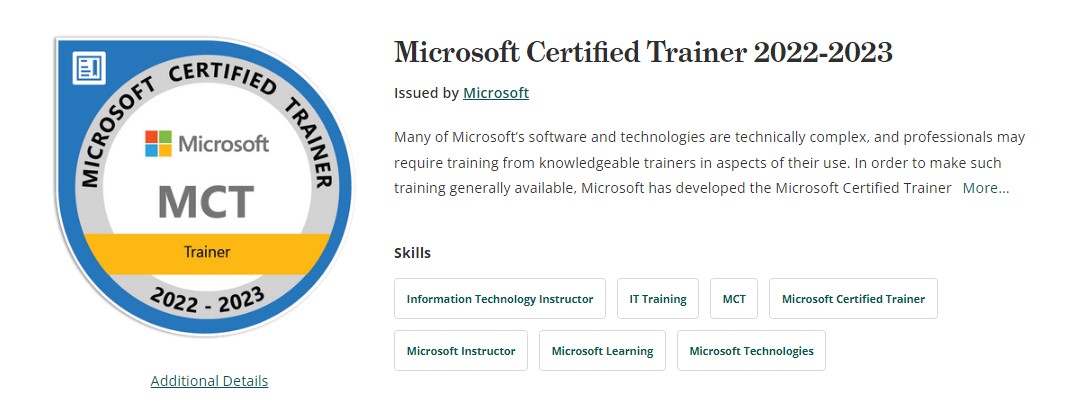 MICROSOFT CERTIFIED TRAINER
Microsoft
MCT
Trainer
2022 - 2023
Additional Details
Microsoft Certified Trainer 2022-2023
Issued by Microsoft
Many of Microsoft's software and technologies are technically complex, and professionals may
require training from knowledgeable trainers in aspects of their use. In order to make such
training generally available, Microsoft has developed the Microsoft Certified Trainer More...
Skills
Information Technology Instructor IT Training MCT Microsoft Certified Trainer
Microsoft Instructor Microsoft Learning Microsoft Technologies